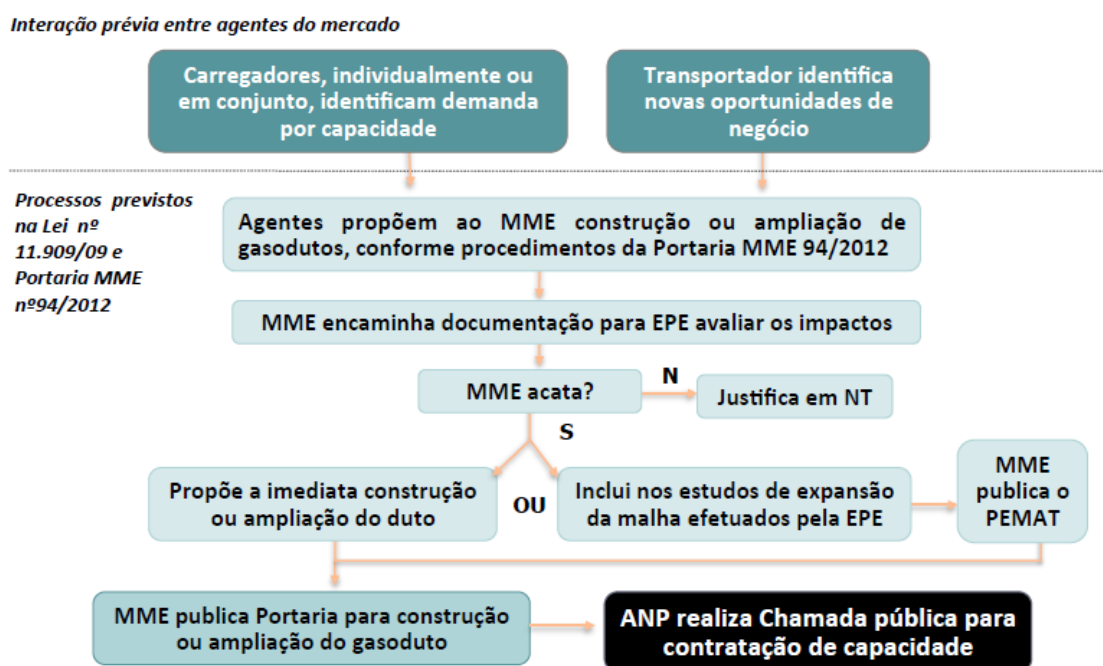 Interação prévia entre agentes do mercado
Carregadores, individualmente ou
em conjunto, identificam demanda
por capacidade
Transportador identifica
novas oportunidades de
negócio
Processos previstos
na Lei nº
11.909/09 e
Portaria MME
nº94/2012
Agentes propõem ao MME construção ou ampliação de
gasodutos, conforme procedimentos da Portaria MME 94/2012
MME encaminha documentação para EPE avaliar os impactos
MME acata?
N
Justifica em NT
S
Propõe a imediata construção
ou ampliação do duto
OU
Inclui nos estudos de expansão
da malha efetuados pela EPE
MME
publica o
PEMAT
MME publica Portaria para construção
ou ampliação do gasoduto
ANP realiza Chamada pública para
contratação de capacidade